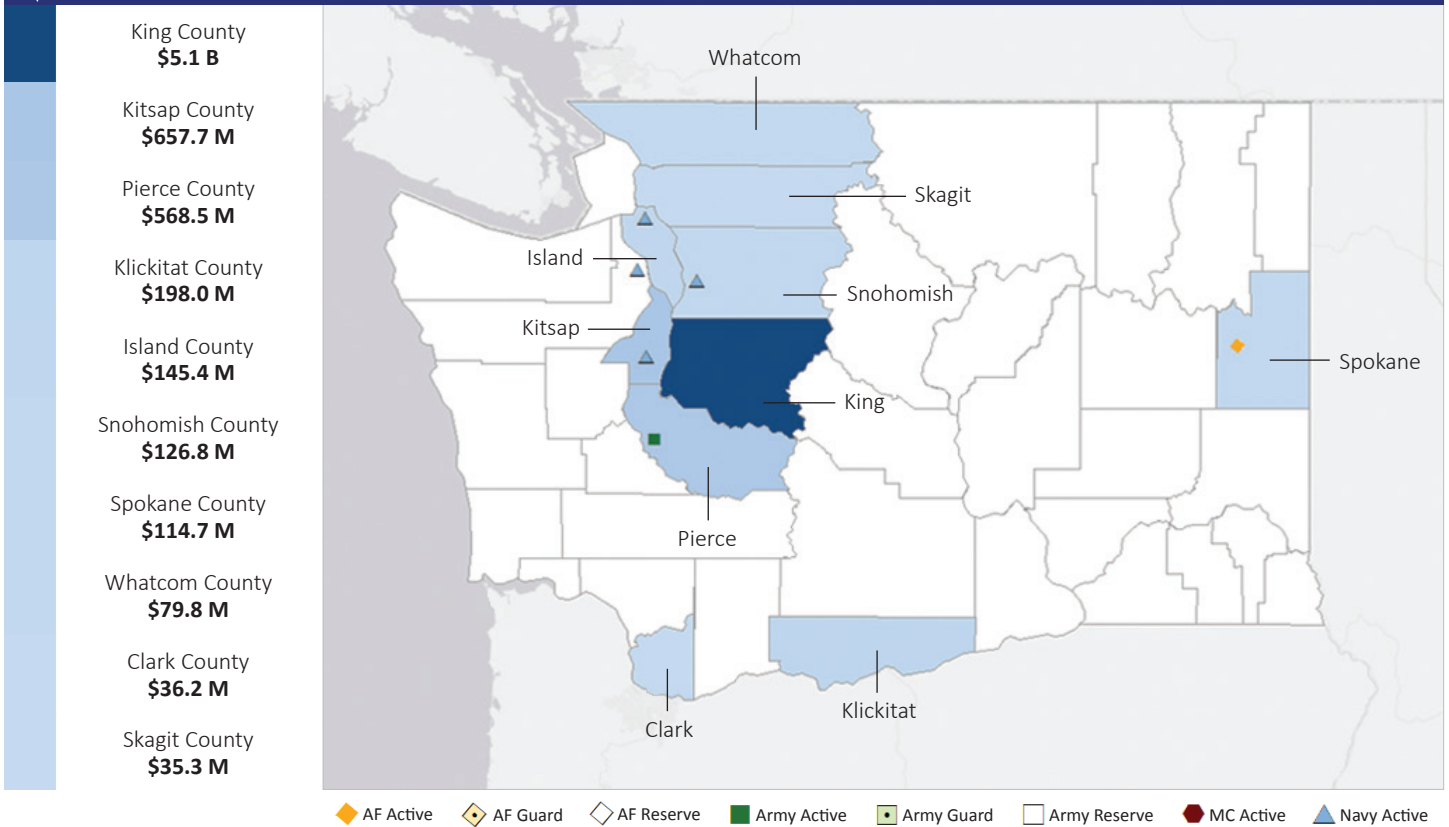 King County
$5.1 B
Kitsap County
$657.7 M
Pierce County
$568.5 M
Klickitat County
$198.0 M
Island County
$145.4 M
Snohomish County
$126.8 M
Spokane County
$114.7 M
Whatcom County
$79.8 M
Clark County
$36.2 M
Skagit County
$35.3 M
Whatcom
Skagit
Island
Snohomish
Kitsap
Spokane
King
Pierce
Klickitat
Clark
AF Active
AF Guard
AF Reserve
Army Active
Army Guard
Army Reserve
MC Active
Navy Active